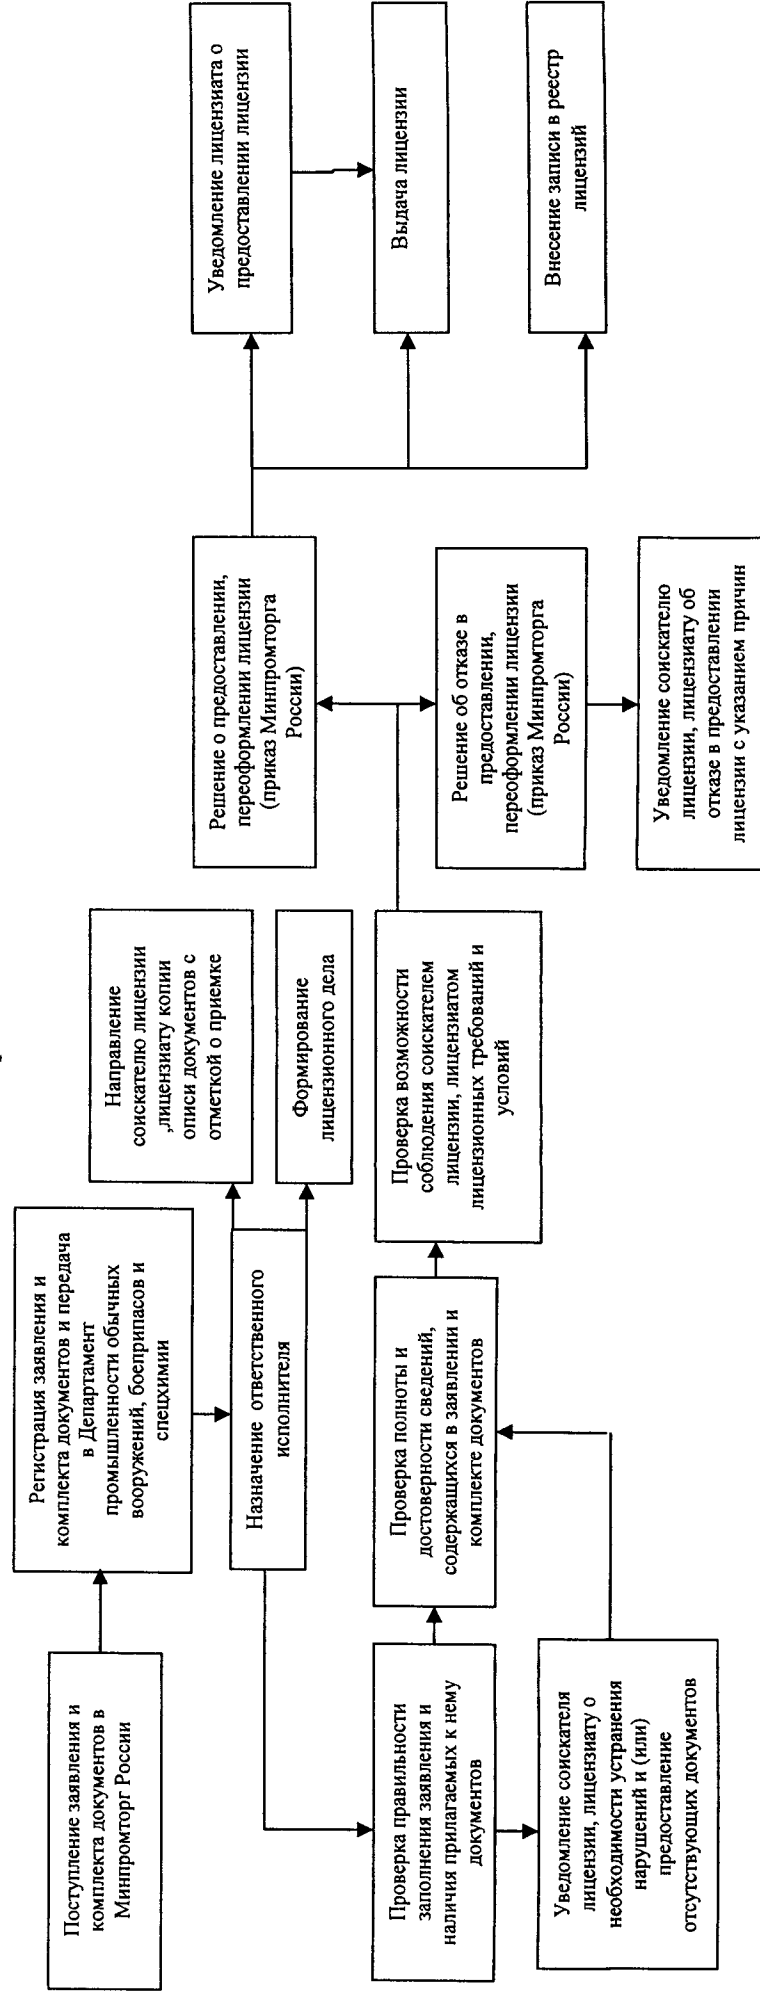 Поступление заявления и
комплекта документов в
Минпромторг России
Регистрация заявления и
комплекта документов и передача
в Департамент
промышленности обычных
вооружений, боеприпасов и
спецхимии
Назначение ответственного
исполнителя
Направление
соискателю лицензии
,лицензиату копии
описи документов с
отметкой о приемке
Формирование
лицензионного дела
Проверка правильности
заполнения заявления и
наличия прилагаемых к нему
документов
Уведомление соискателя
лицензии, лицензиату о
необходимости устранения
нарушений и (или)
предоставление
отсутствующих документов
Проверка полноты и
достоверности сведений,
содержащихся в заявлении и
комплекте документов
Проверка возможности
соблюдения соискателем
лицензии, лицензиатом
лицензионных требований и
условий
Решение о предоставлении,
переоформлении лицензии
(приказ Минпромторга
России)
Решение об отказе в
предоставлении,
переоформлении лицензии
(приказ Минпромторга
России)
Уведомление соискателю
лицензии, лицензиату об
отказе в предоставлении
лицензии с указанием причин
Уведомление лицензиата о
предоставлении лицензии
Выдача лицензии
Внесение записи в реестр
лицензий